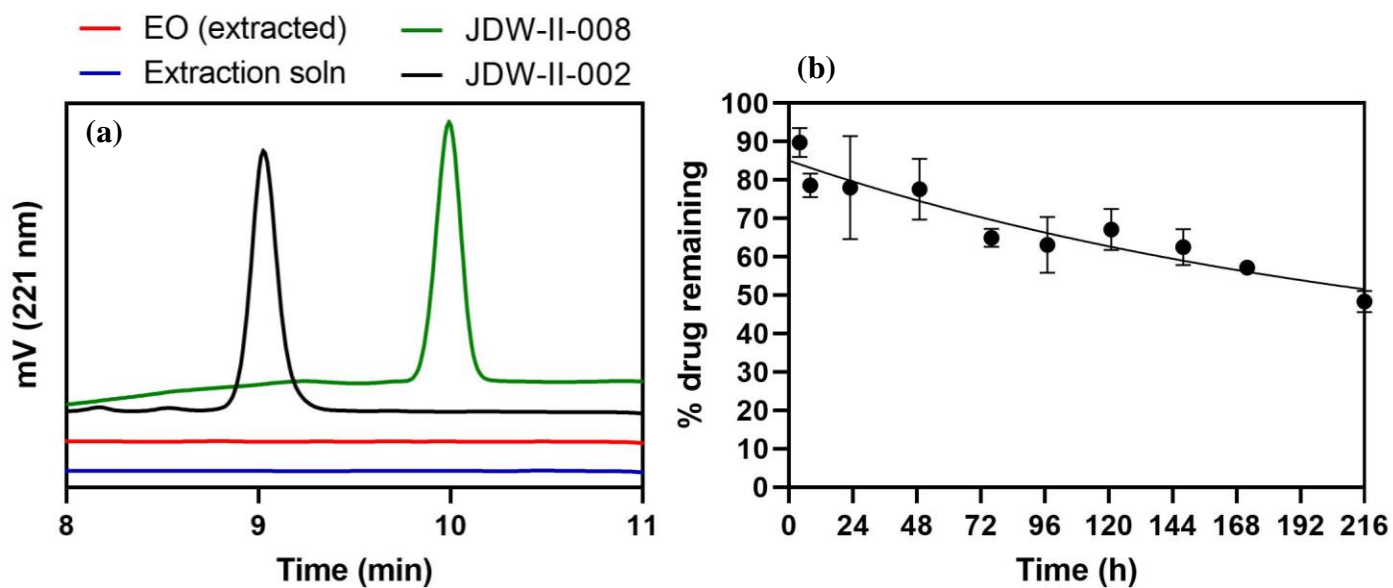 EO (extracted) JDW-II-008
Extraction soln JDW-II-002
(a)
mV (221 nm)
8 9 10 11
Time (min)
(b)
100
90
80
70
60
50
40
30
20
10
0
% drug remaining
0 24 48 72 96 120 144 168 192 216
Time (h)